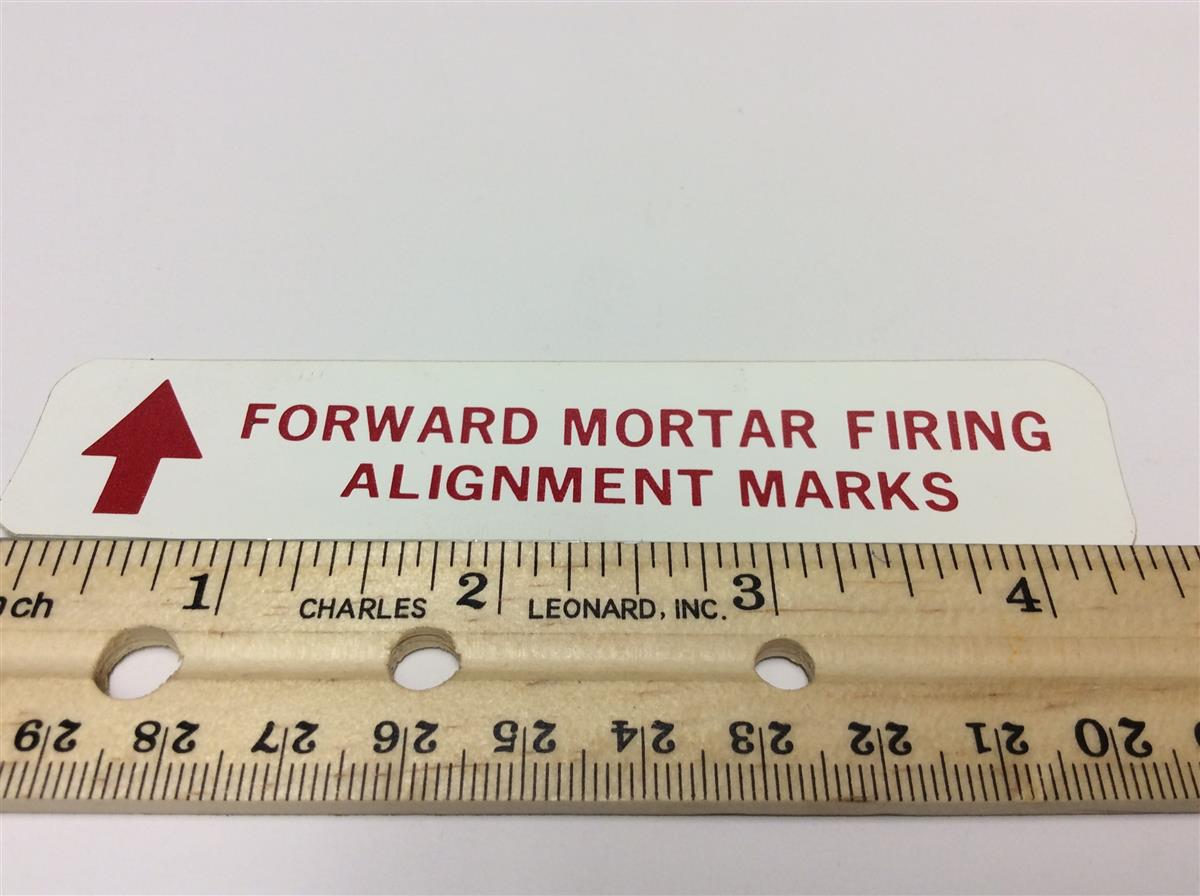 FORWARD MORTAR FIRING
ALIGNMENT MARKS
1 2 3 4
CHARLES LEONARD, INC.
29 28 27 26 25 24 23 22 21 20